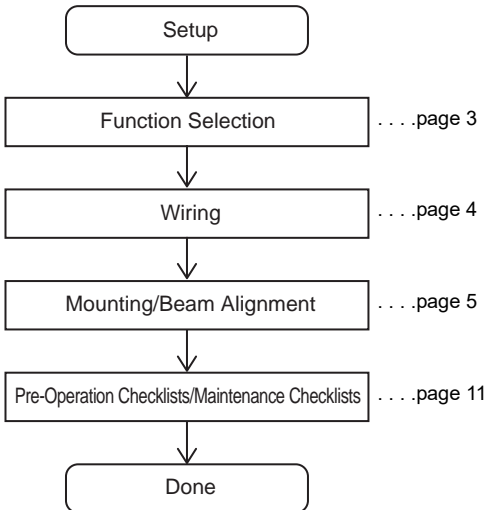 Setup
Function Selection . . . .page 3
Wiring . . . .page 4
Mounting/Beam Alignment . . . .page 5
Pre-Operation Checklists/Maintenance Checklists . . . .page 11
Done